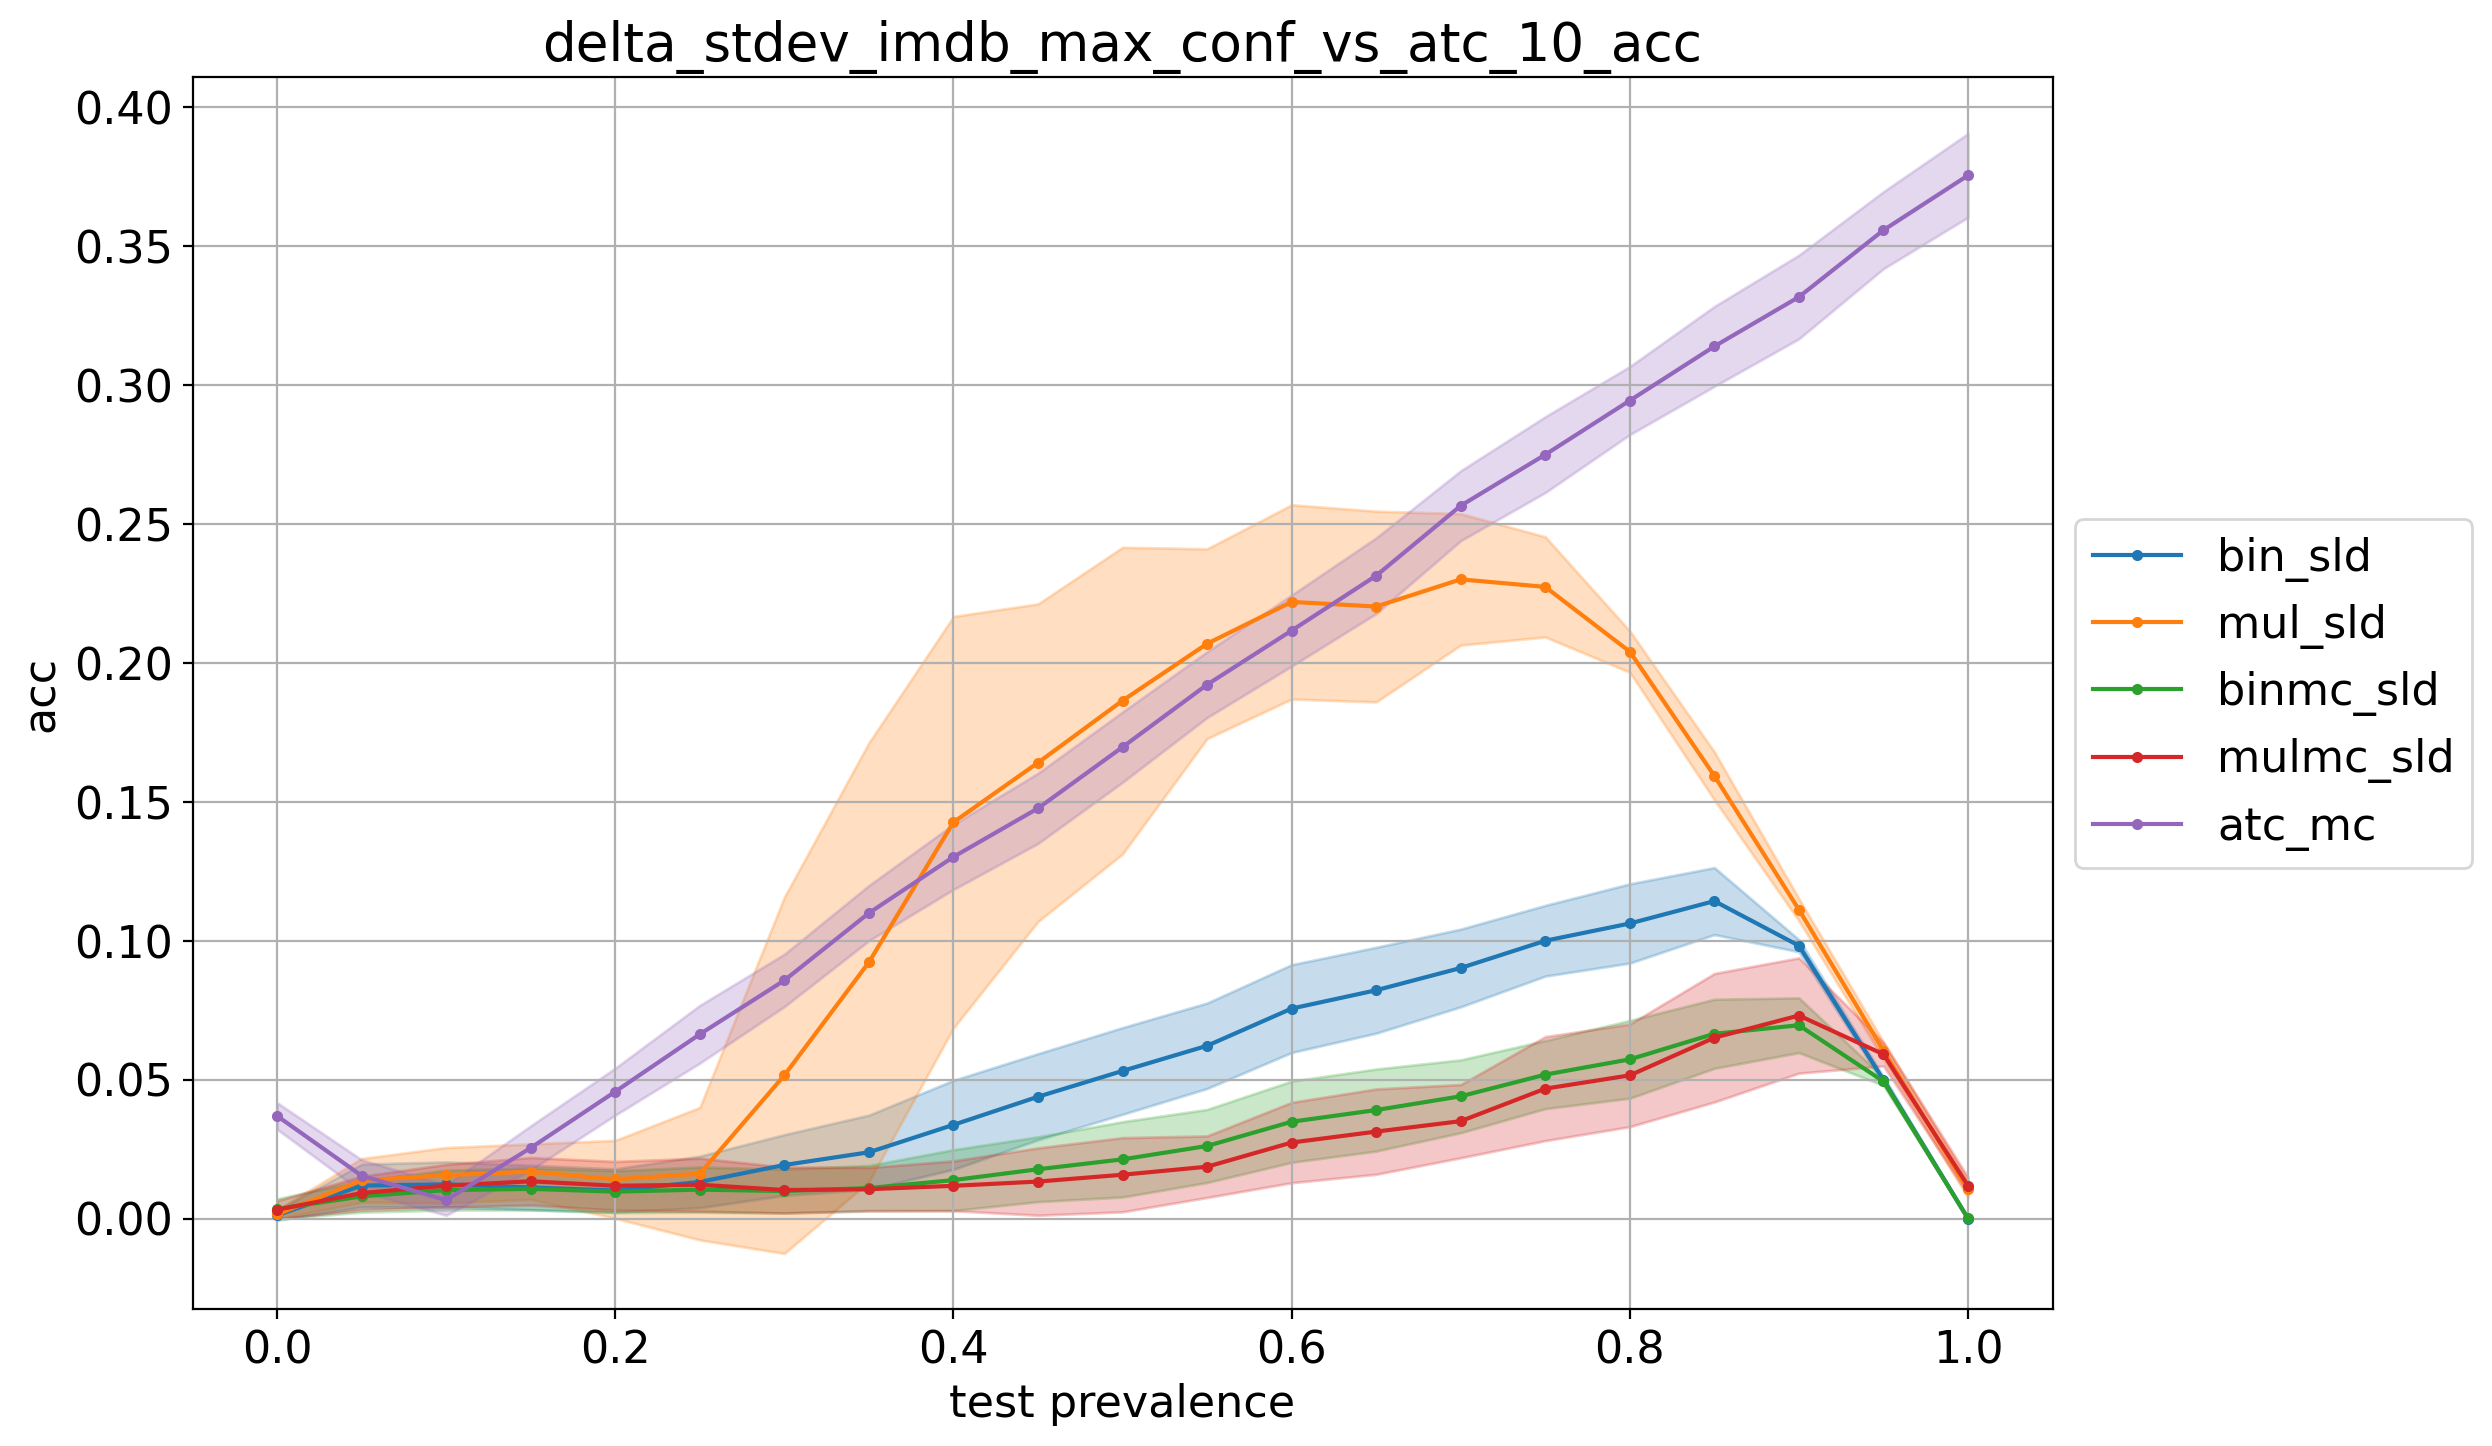 delta_stdev_imdb_max_conf_vs_atc_10_acc
0.40
0.35
0.30
0.25
0.20
0.15
0.10
0.05
0.00
acc
0.0 0.2 0.4 0.6 0.8 1.0
test prevalence
bin_sld
mul_sld
binmc_sld
mulmc_sld
atc_mc